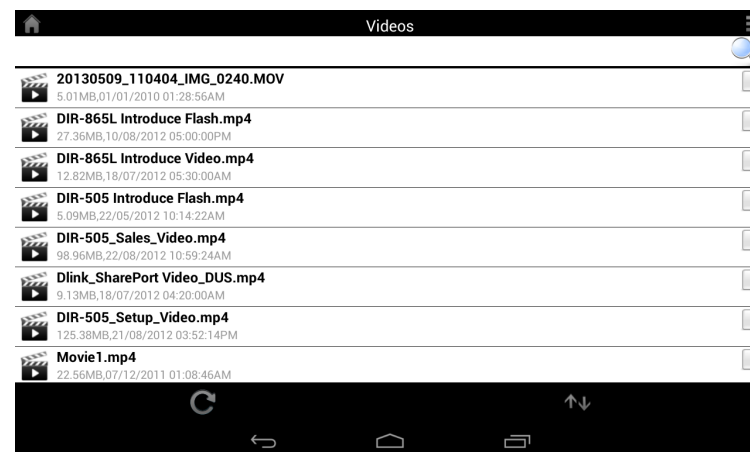 Videos
20130509_110404_IMG_0240.MOV
5.01MB,01/01/2010 01:28:56AM
DIR-865L Introduce Flash.mp4
27.36MB,10/08/2012 05:00:00PM
DIR-865L Introduce Video.mp4
12.82MB,18/07/2012 05:30:00AM
DIR-505 Introduce Flash.mp4
5.09MB,22/05/2012 10:14:22AM
DIR-505_Sales_Video.mp4
98.96MB,22/08/2012 10:59:24AM
Dlink_SharePort Video_DUS.mp4
9.13MB,18/07/2012 04:20:00AM
DIR-505_Setup_Video.mp4
125.38MB,21/08/2012 03:52:14PM
Movie1.mp4
22.56MB,07/12/2011 01:08:46AM